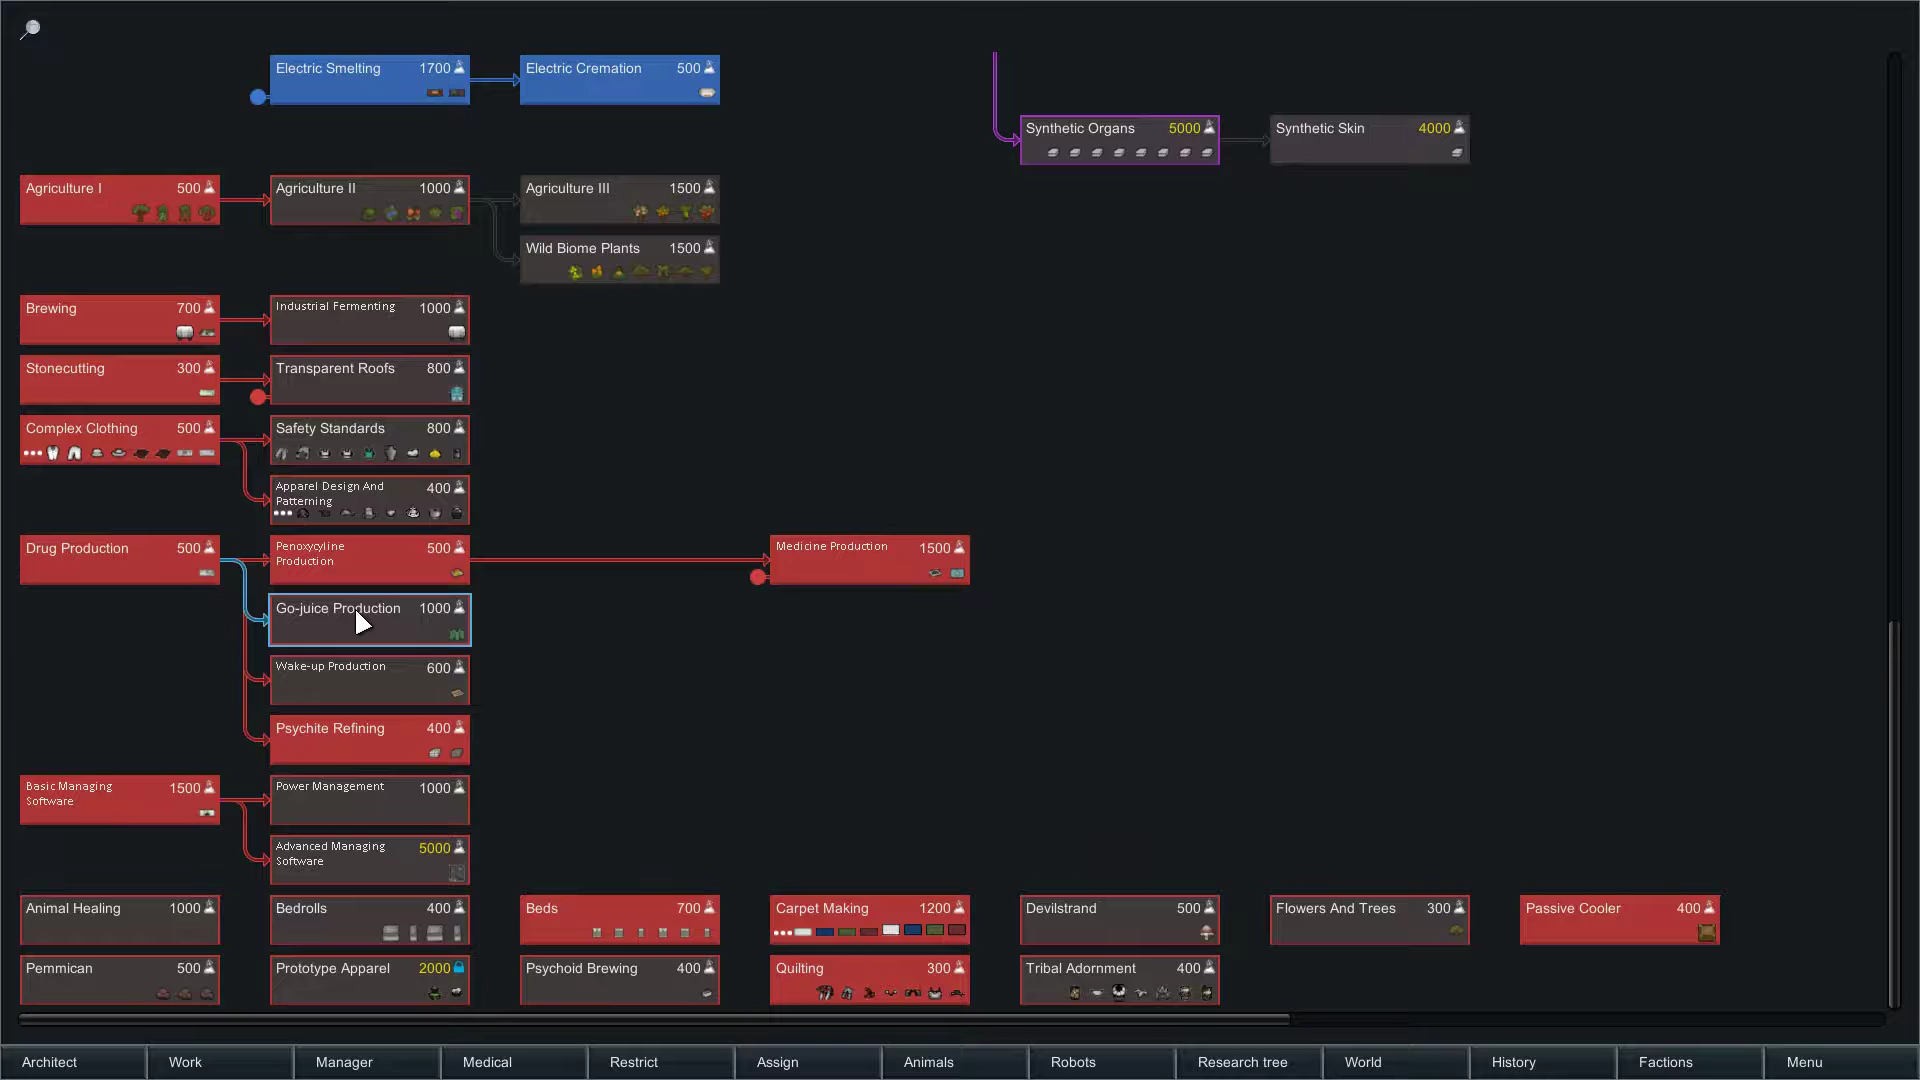 Electric Smelting 1700
Electric Cremation 500
Synthetic Organs 5000
Synthetic Skin 4000
Agriculture I 500
Agriculture II 1000
Agriculture III 1500
Wild Biome Plants 1500
Brewing 700
Industrial Fermenting 1000
Stonecutting 300
Transparent Roofs 800
Complex Clothing 500
Safety Standards 800
Apparel Design And
Patterning
400
Drug Production 500
Penoxycyline
Production
500
Medicine Production 1500
Go-juice Production 1000
Wake-up Production 600
Psychite Refining 400
Basic Managing
Software
1500
Power Management 1000
Advanced Managing
Software
5000
Animal Healing 1000
Bedrolls 400
Beds 700
Carpet Making 1200
Devilstrand 500
Flowers And Trees 300
Passive Cooler 400
Pemmican 500
Prototype Apparel 2000
Psychoid Brewing 400
Quilting 300
Tribal Adornment 400
Architect
Work
Manager
Medical
Restrict
Assign
Animals
Robots
Research tree
World
History
Factions
Menu